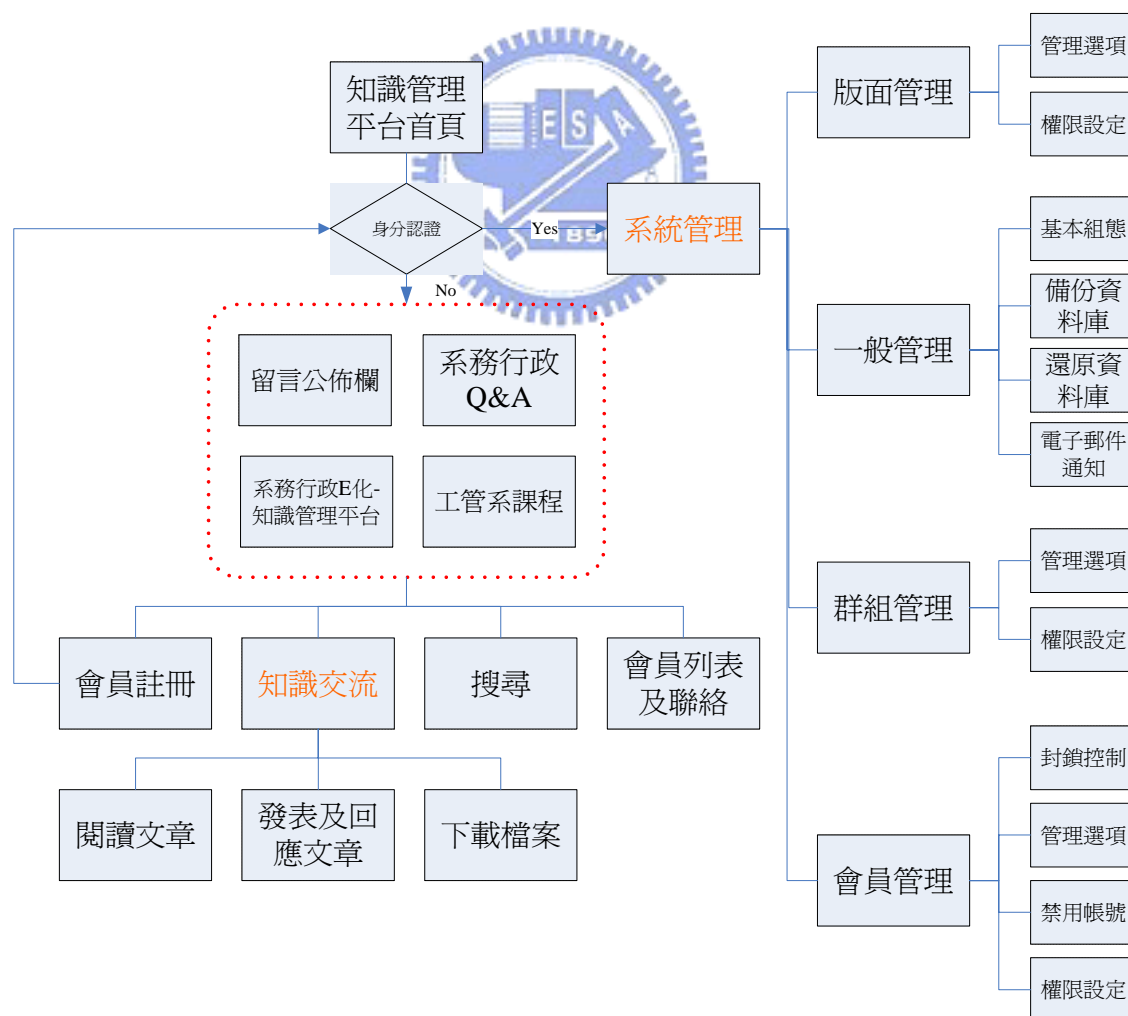 知識管理
平台首頁
身分認證
Yes
No
系統管理
ESA
留言公佈欄
系務行政
Q&A
系務行政E化-
知識管理平台
工管系課程
會員註冊
知識交流
搜尋
會員列表
及聯絡
閱讀文章
發表及回
應文章
下載檔案
版面管理
管理選項
權限設定
一般管理
基本組態
備份資
料庫
還原資
料庫
電子郵件
通知
群組管理
管理選項
權限設定
會員管理
封鎖控制
管理選項
禁用帳號
權限設定